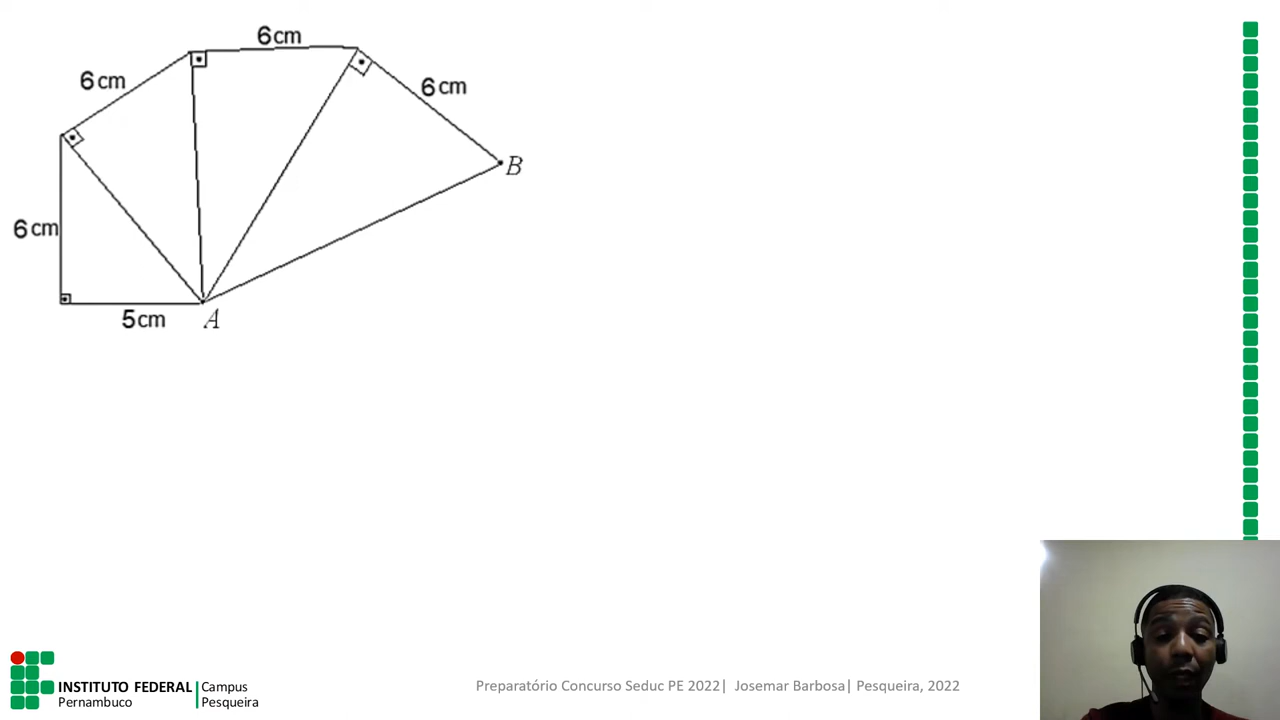 6cm
6cm
6cm
B
6cm
5cm A
INSTITUTO FEDERAL Campus
Pernambuco Pesqueira
Preparatório Concurso Seduc PE 2022| Josemar Barbosa| Pesqueira, 2022